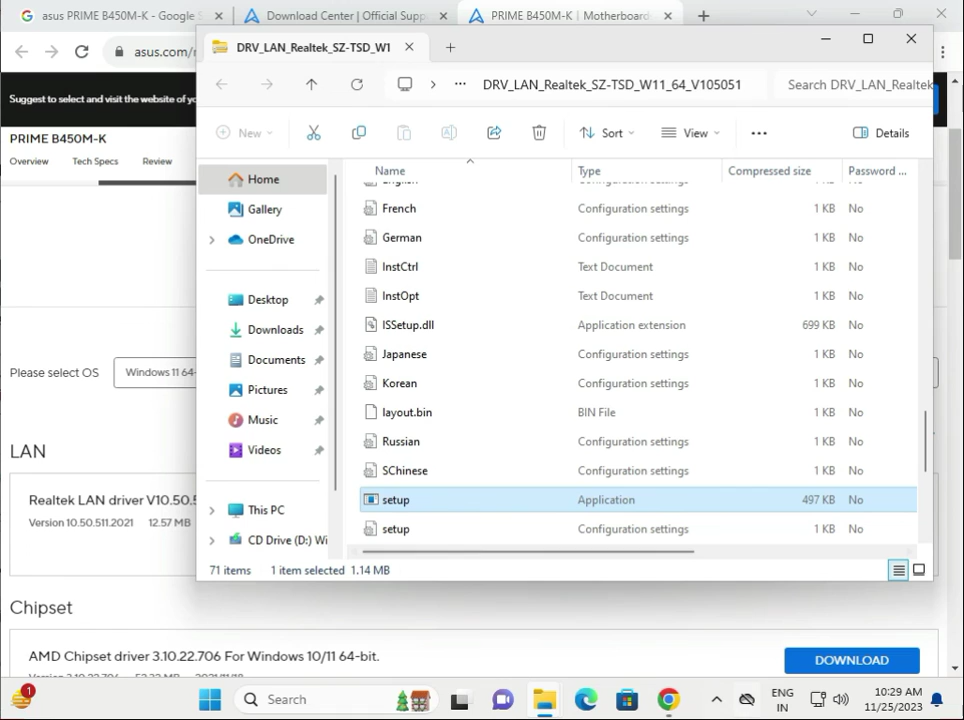 asus PRIME B450M-K - Google S
Download Center | Official Supp
PRIME B450M-K | Motherboard
asus.com/
DRV_LAN_Realtek_SZ-TSD_W1
DRV_LAN_Realtek_SZ-TSD_W11_64_V105051
Search DRV_LAN_Realtek
New
Sort
View
Details
Suggest to select and visit the website of yo
PRIME B450M-K
Overview
Tech Specs
Review
Home
Gallery
OneDrive
Desktop
Downloads
Documents
Pictures
Music
Videos
This PC
CD Drive (D:) Wi
Name
Type
Compressed size
Password ...
English
Configuration settings
1 KB
No
French
Configuration settings
1 KB
No
German
Configuration settings
1 KB
No
InstCtrl
Text Document
1 KB
No
InstOpt
Text Document
1 KB
No
ISSetup.dll
Application extension
699 KB
No
Japanese
Configuration settings
1 KB
No
Korean
Configuration settings
1 KB
No
layout.bin
BIN File
1 KB
No
Russian
Configuration settings
1 KB
No
SChinese
Configuration settings
1 KB
No
setup
Application
497 KB
No
setup
Configuration settings
1 KB
No
71 items
1 item selected 1.14 MB
Please select OS
Windows 11 64-
LAN
Realtek LAN driver V10.50.5
Version 10.50.511.2021 12.57 MB
Chipset
AMD Chipset driver 3.10.22.706 For Windows 10/11 64-bit.
DOWNLOAD
1
Search
ENG
IN
10:29 AM
11/25/2023